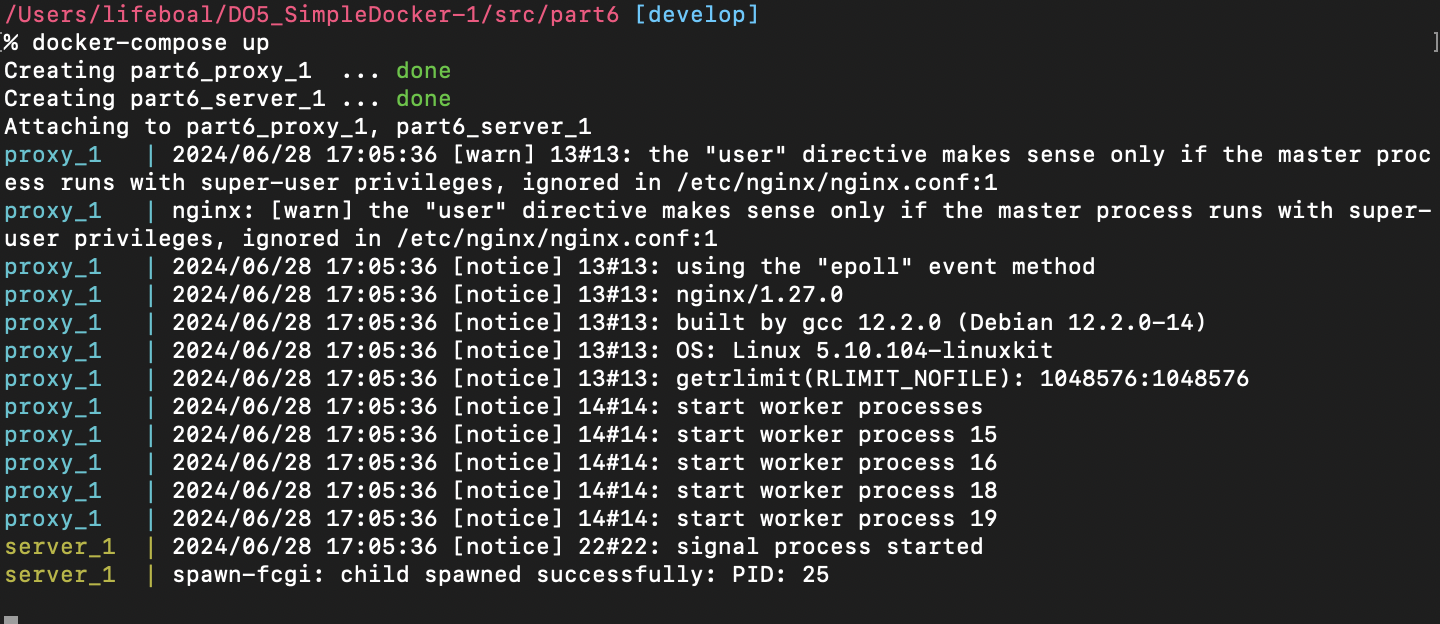 /Users/lifeboal/DO5_SimpleDocker-1/src/part6 [develop]
% docker-compose up
Creating part6_proxy_1  ... done
Creating part6_server_1 ... done
Attaching to part6_proxy_1, part6_server_1
proxy_1   | 2024/06/28 17:05:36 [warn] 13#13: the "user" directive makes sense only if the master proc
ess runs with super-user privileges, ignored in /etc/nginx/nginx.conf:1
proxy_1   | nginx: [warn] the "user" directive makes sense only if the master process runs with super-
user privileges, ignored in /etc/nginx/nginx.conf:1
proxy_1   | 2024/06/28 17:05:36 [notice] 13#13: using the "epoll" event method
proxy_1   | 2024/06/28 17:05:36 [notice] 13#13: nginx/1.27.0
proxy_1   | 2024/06/28 17:05:36 [notice] 13#13: built by gcc 12.2.0 (Debian 12.2.0-14)
proxy_1   | 2024/06/28 17:05:36 [notice] 13#13: OS: Linux 5.10.104-linuxkit
proxy_1   | 2024/06/28 17:05:36 [notice] 13#13: getrlimit(RLIMIT_NOFILE): 1048576:1048576
proxy_1   | 2024/06/28 17:05:36 [notice] 14#14: start worker processes
proxy_1   | 2024/06/28 17:05:36 [notice] 14#14: start worker process 15
proxy_1   | 2024/06/28 17:05:36 [notice] 14#14: start worker process 16
proxy_1   | 2024/06/28 17:05:36 [notice] 14#14: start worker process 18
proxy_1   | 2024/06/28 17:05:36 [notice] 14#14: start worker process 19
server_1  | 2024/06/28 17:05:36 [notice] 22#22: signal process started
server_1  | spawn-fcgi: child spawned successfully: PID: 25